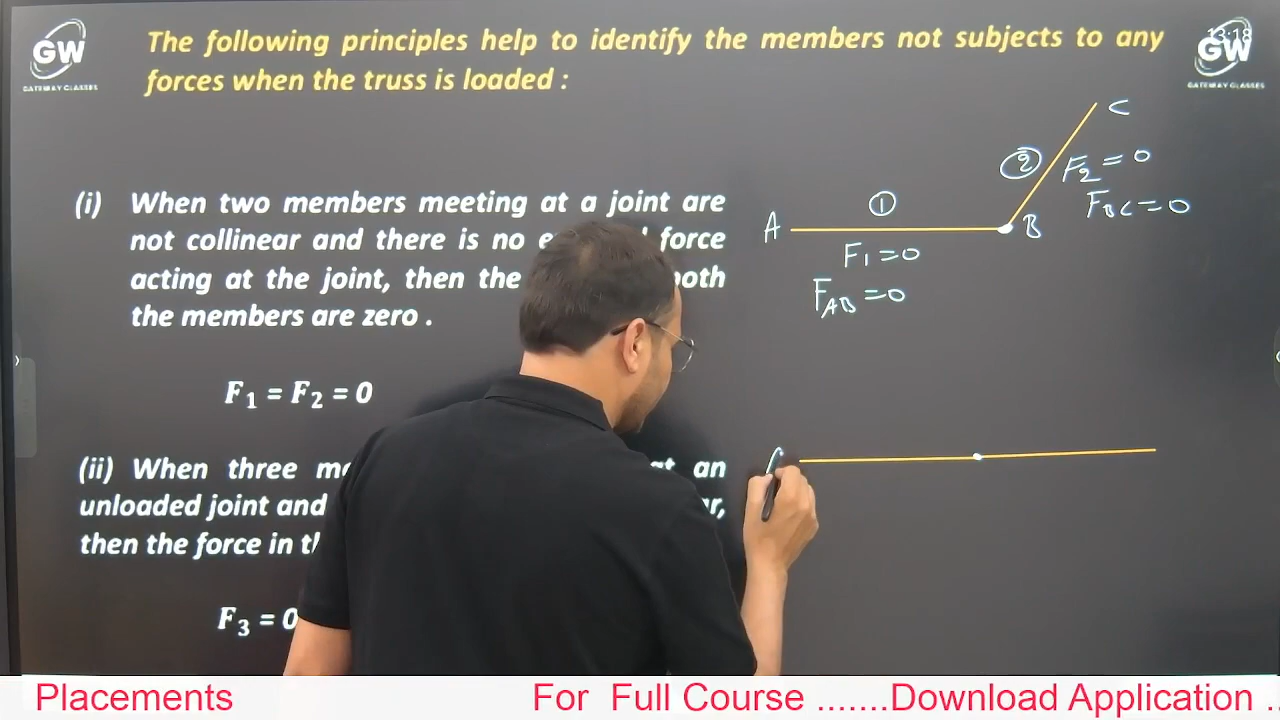 GW
GATEWAY CLASSES
The following principles help to identify the members not subjects to any
forces when the truss is loaded :
13:18
GW
GATEWAY CLASSES
(i) When two members meeting at a joint are
not collinear and there is no force
acting at the joint, then the both
the members are zero .
F₁ = F₂ = 0
(ii) When three at an
unloaded joint and
then the force in
F₃ = 0
C
② F₂ = 0
F_BC = 0
①
A B
F₁ = 0
F_AB = 0
Placements For Full Course .......Download Application ..